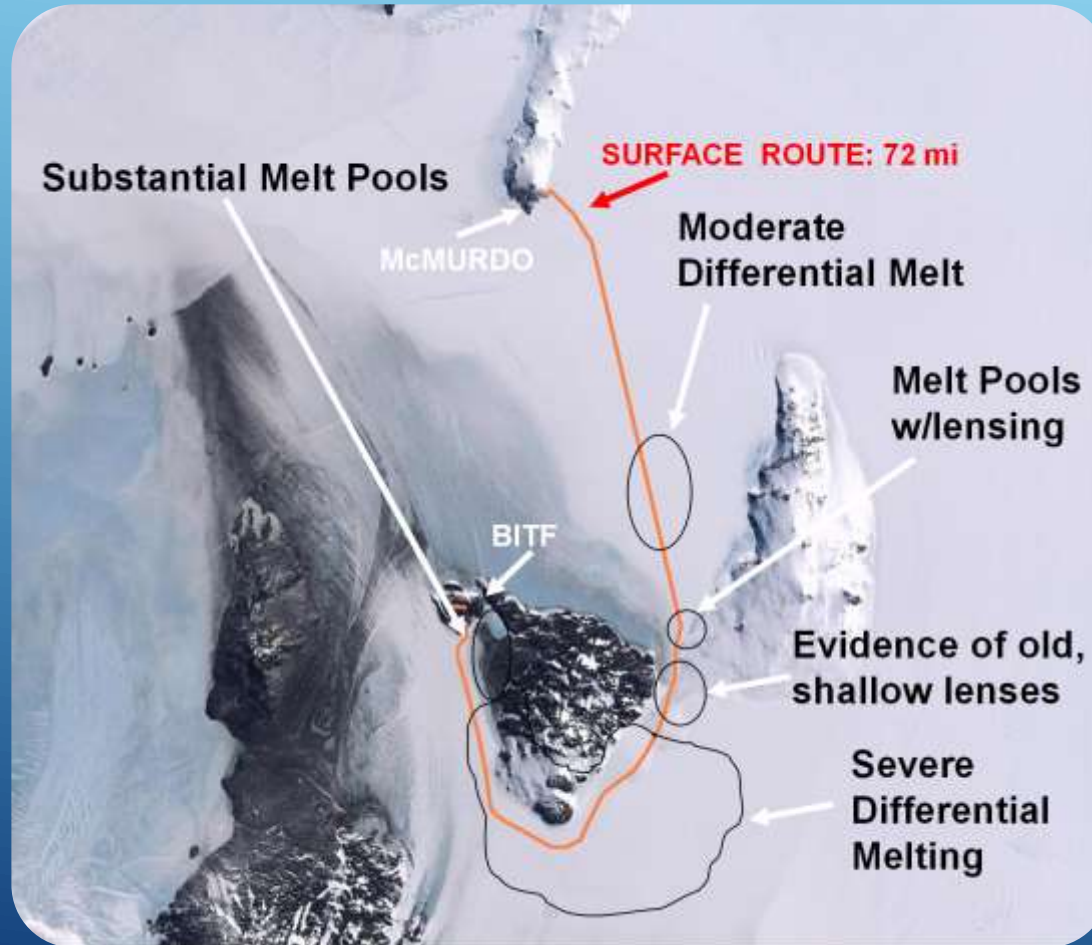 SURFACE ROUTE: 72 mi
Substantial Melt Pools
McMURDO
Moderate
Differential Melt
Melt Pools
w/lensing
BITF
Evidence of old,
shallow lenses
Severe
Differential
Melting